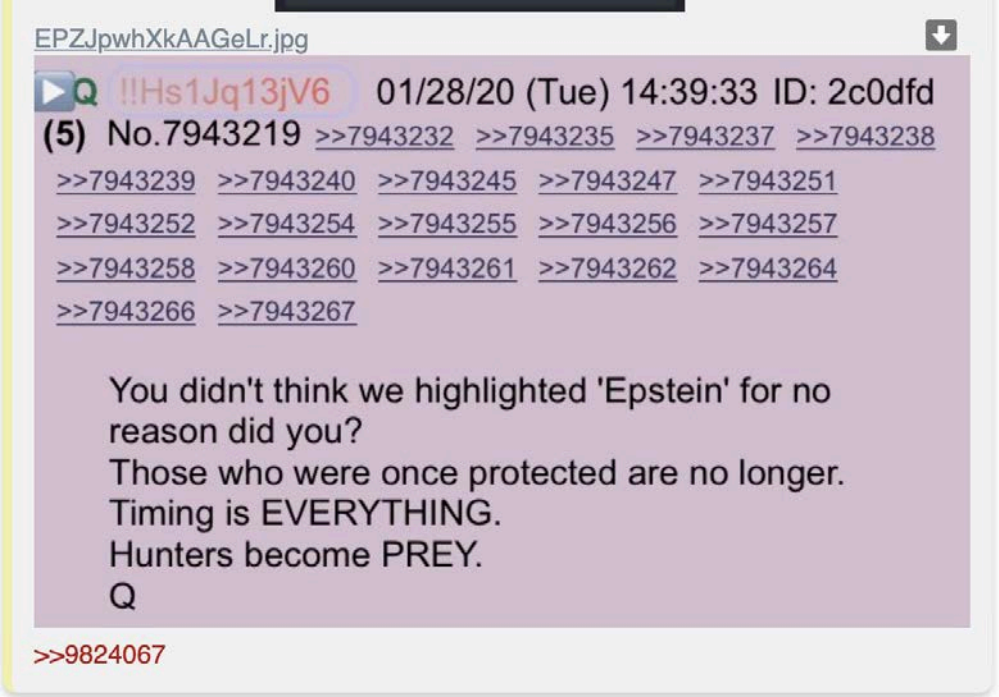 EPZJpwhXkAAGeLr.jpg
Q !!Hs1Jq13jV6 01/28/20 (Tue) 14:39:33 ID: 2c0dfd
(5) No.7943219 >>7943232 >>7943235 >>7943237 >>7943238
>>7943239 >>7943240 >>7943245 >>7943247 >>7943251
>>7943252 >>7943254 >>7943255 >>7943256 >>7943257
>>7943258 >>7943260 >>7943261 >>7943262 >>7943264
>>7943266 >>7943267
You didn't think we highlighted 'Epstein' for no
reason did you?
Those who were once protected are no longer.
Timing is EVERYTHING.
Hunters become PREY.
Q
>>9824067